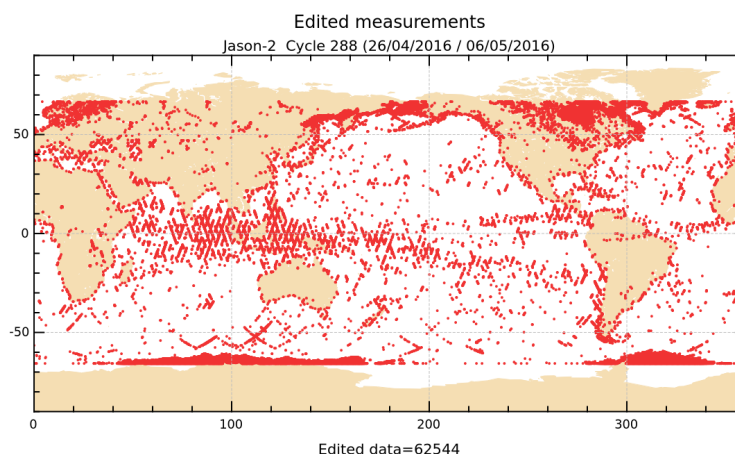 Edited measurements
Jason-2 Cycle 288 (26/04/2016 / 06/05/2016)
50
0
-50
0 100 200 300
Edited data=62544